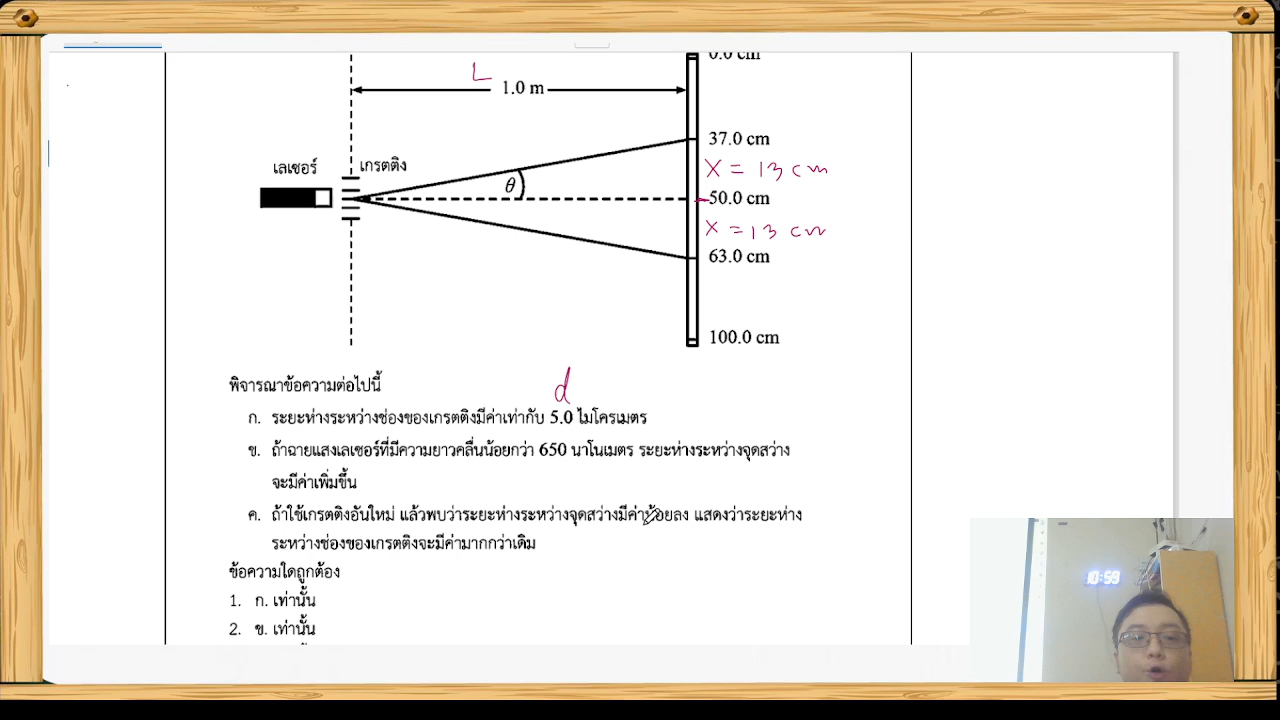 0.0 cm
L
1.0 m
37.0 cm
เลเซอร์
เกรตติง
X = 13 cm
θ
50.0 cm
X = 13 cm
63.0 cm
100.0 cm
พิจารณาข้อความต่อไปนี้
d
ก. ระยะห่างระหว่างช่องของเกรตติงมีค่าเท่ากับ 5.0 ไมโครเมตร
ข. ถ้าฉายแสงเลเซอร์ที่มีความยาวคลื่นน้อยกว่า 650 นาโนเมตร ระยะห่างระหว่างจุดสว่าง
จะมีค่าเพิ่มขึ้น
ค. ถ้าใช้เกรตติงอันใหม่ แล้วพบว่าระยะห่างระหว่างจุดสว่างมีค่าน้อยลง แสดงว่าระยะห่าง
ระหว่างช่องของเกรตติงจะมีค่ามากกว่าเดิม
ข้อความใดถูกต้อง
1. ก. เท่านั้น
2. ข. เท่านั้น
10:59